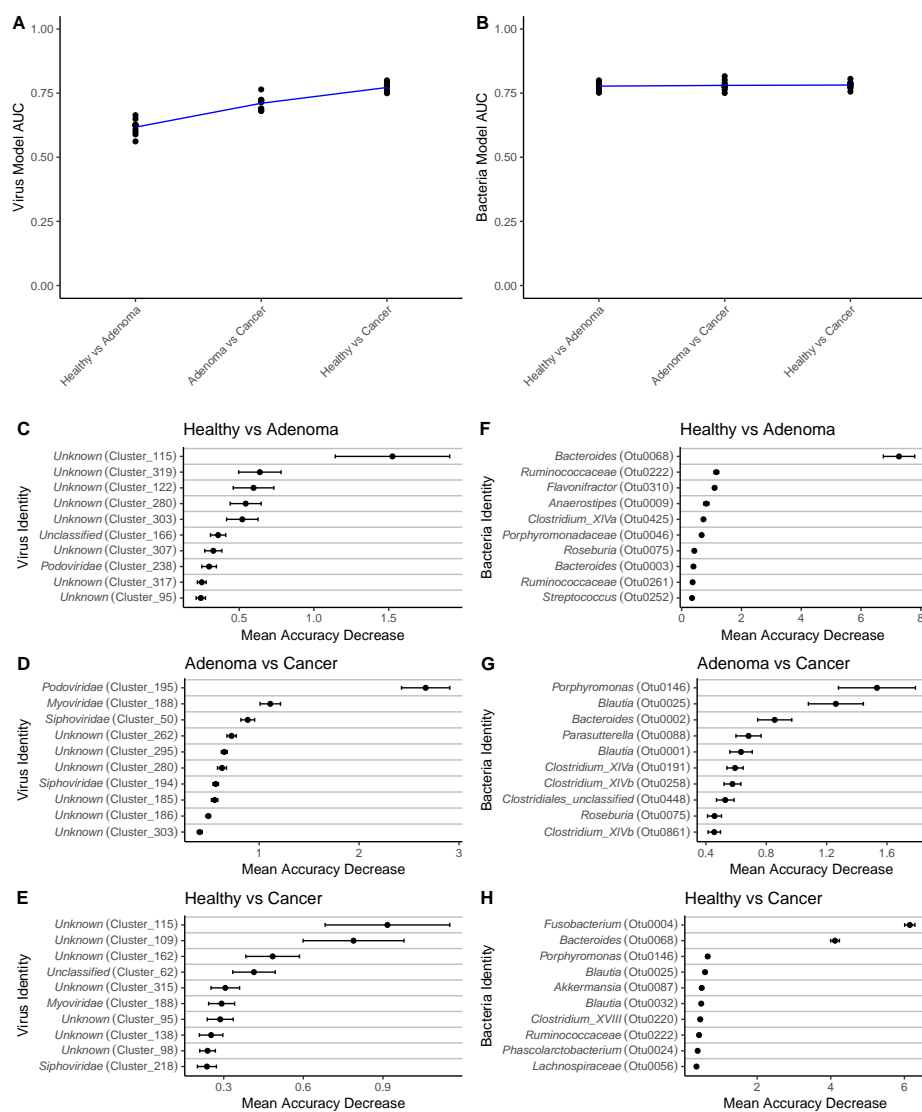 A
Virus Model AUC
1.00
0.75
0.50
0.25
0.00
Healthy vs Adenoma
Adenoma vs Cancer
Healthy vs Cancer
B
Bacteria Model AUC
1.00
0.75
0.50
0.25
0.00
Healthy vs Adenoma
Adenoma vs Cancer
Healthy vs Cancer
C
Healthy vs Adenoma
Virus Identity
Unknown (Cluster_115)
Unknown (Cluster_319)
Unknown (Cluster_122)
Unknown (Cluster_280)
Unknown (Cluster_303)
Unclassified (Cluster_166)
Unknown (Cluster_307)
Podoviridae (Cluster_238)
Unknown (Cluster_317)
Unknown (Cluster_95)
0.5 1.0 1.5
Mean Accuracy Decrease
F
Healthy vs Adenoma
Bacteria Identity
Bacteroides (Otu0068)
Ruminococcaceae (Otu0222)
Flavonifractor (Otu0310)
Anaerostipes (Otu0009)
Clostridium_XIVa (Otu0425)
Porphyromonadaceae (Otu0046)
Roseburia (Otu0075)
Bacteroides (Otu0003)
Ruminococcaceae (Otu0261)
Streptococcus (Otu0252)
0 2 4 6 8
Mean Accuracy Decrease
D
Adenoma vs Cancer
Virus Identity
Podoviridae (Cluster_195)
Myoviridae (Cluster_188)
Siphoviridae (Cluster_50)
Unknown (Cluster_262)
Unknown (Cluster_295)
Unknown (Cluster_280)
Siphoviridae (Cluster_194)
Unknown (Cluster_185)
Unknown (Cluster_186)
Unknown (Cluster_303)
1 2 3
Mean Accuracy Decrease
G
Adenoma vs Cancer
Bacteria Identity
Porphyromonas (Otu0146)
Blautia (Otu0025)
Bacteroides (Otu0002)
Parasutterella (Otu0088)
Blautia (Otu0001)
Clostridium_XIVa (Otu0191)
Clostridium_XIVb (Otu0258)
Clostridiales_unclassified (Otu0448)
Roseburia (Otu0075)
Clostridium_XIVb (Otu0861)
0.4 0.8 1.2 1.6
Mean Accuracy Decrease
E
Healthy vs Cancer
Virus Identity
Unknown (Cluster_115)
Unknown (Cluster_109)
Unknown (Cluster_162)
Unclassified (Cluster_62)
Unknown (Cluster_315)
Myoviridae (Cluster_188)
Unknown (Cluster_95)
Unknown (Cluster_138)
Unknown (Cluster_98)
Siphoviridae (Cluster_218)
0.3 0.6 0.9
Mean Accuracy Decrease
H
Healthy vs Cancer
Bacteria Identity
Fusobacterium (Otu0004)
Bacteroides (Otu0068)
Porphyromonas (Otu0146)
Blautia (Otu0025)
Akkermansia (Otu0087)
Blautia (Otu0032)
Clostridium_XVIII (Otu0220)
Ruminococcaceae (Otu0222)
Phascolarctobacterium (Otu0024)
Lachnospiraceae (Otu0056)
2 4 6
Mean Accuracy Decrease